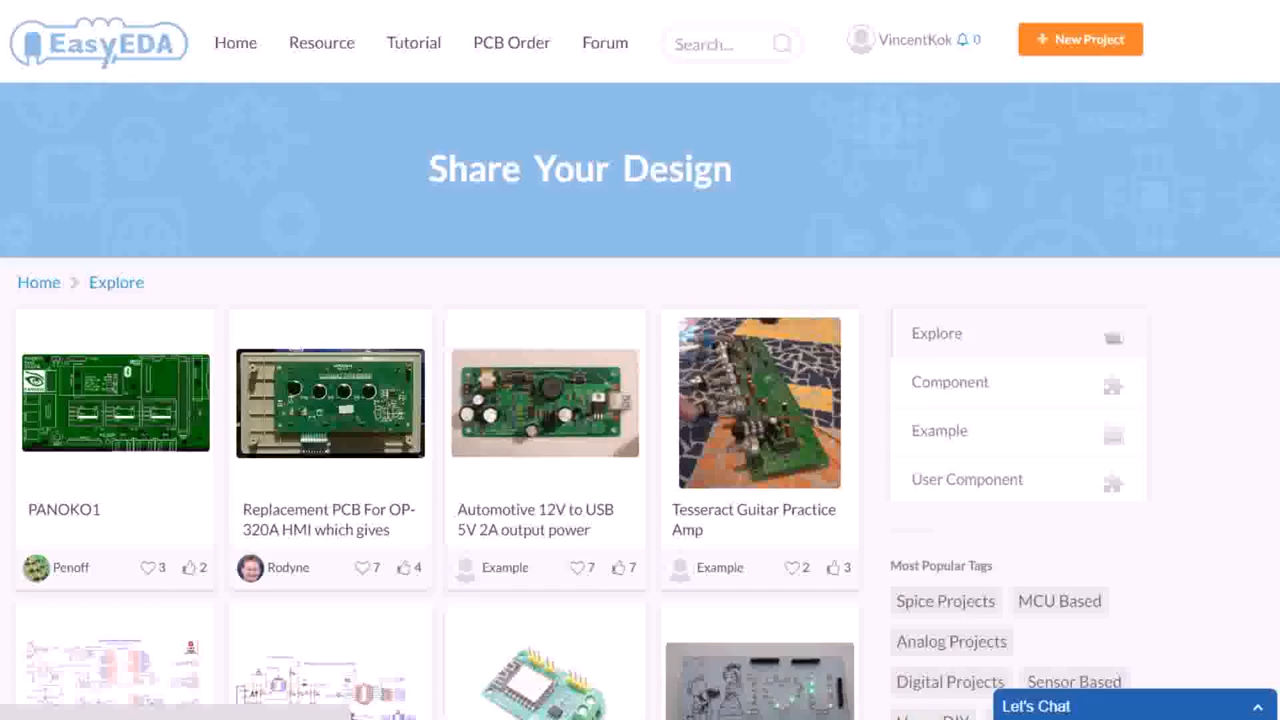 EasyEDA
Home Resource Tutorial PCB Order Forum
Search...
VincentKok 0
+ New Project
Share Your Design
Home Explore
PANOKO1
Penoff 3 2
Replacement PCB For OP-
320A HMI which gives
Rodyne 7 4
Automotive 12V to USB
5V 2A output power
Example 7 7
Tesseract Guitar Practice
Amp
Example 2 3
Explore
Component
Example
User Component
Most Popular Tags
Spice Projects MCU Based
Analog Projects
Digital Projects Sensor Based
Let's Chat